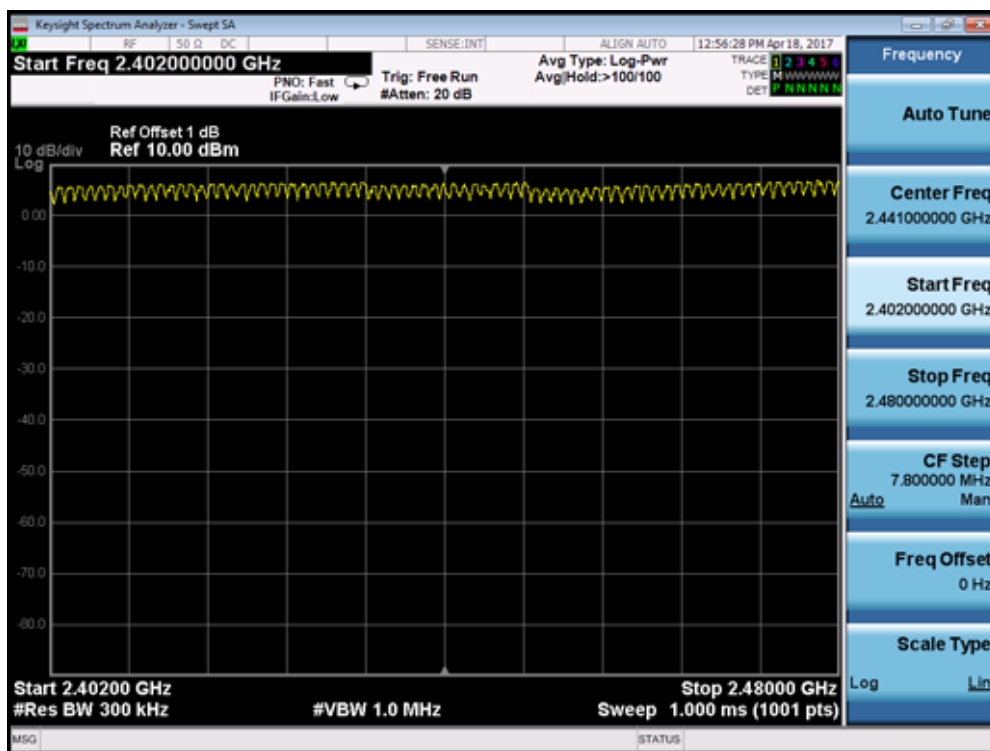 Keysight Spectrum Analyzer - Swept SA
LXI RF 50 Ω DC SENSE:INT ALIGN AUTO 12:56:28 PM Apr 18, 2017
Start Freq 2.402000000 GHz
PNO: Fast
IFGain:Low
Trig: Free Run
#Atten: 20 dB
Avg Type: Log-Pwr
Avg|Hold:>100/100
TRACE 1 2 3 4 5 6
TYPE M W W W W W
DET P N N N N N
Ref Offset 1 dB
10 dB/div Ref 10.00 dBm
Log
0.00
-10.0
-20.0
-30.0
-40.0
-50.0
-60.0
-70.0
-80.0
Start 2.40200 GHz Stop 2.48000 GHz
#Res BW 300 kHz #VBW 1.0 MHz Sweep 1.000 ms (1001 pts)
MSG STATUS
Frequency
Auto Tune
Center Freq
2.441000000 GHz
Start Freq
2.402000000 GHz
Stop Freq
2.480000000 GHz
CF Step
7.800000 MHz
Auto Man
Freq Offset
0 Hz
Scale Type
Log Lin